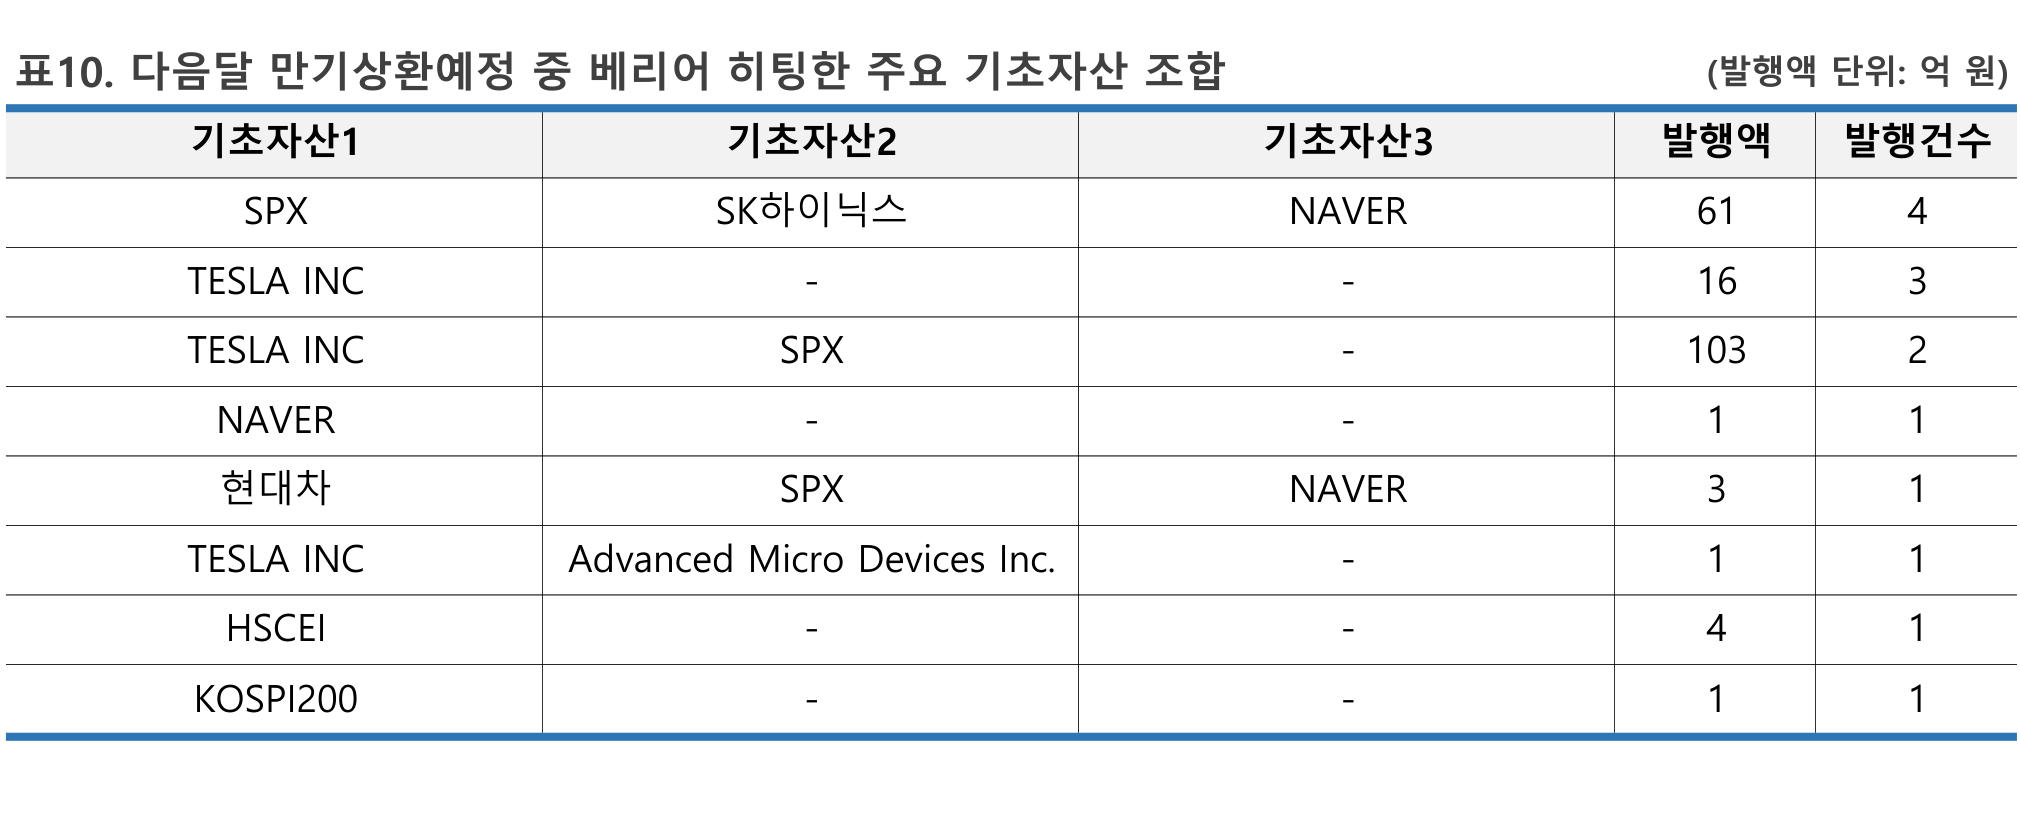 표10. 다음달 만기상환예정 중 베리어 히팅한 주요 기초자산 조합 (발행액 단위: 억 원)
기초자산1 기초자산2 기초자산3 발행액 발행건수
SPX SK하이닉스 NAVER 61 4
TESLA INC - - 16 3
TESLA INC SPX - 103 2
NAVER - - 1 1
현대차 SPX NAVER 3 1
TESLA INC Advanced Micro Devices Inc. - 1 1
HSCEI - - 4 1
KOSPI200 - - 1 1